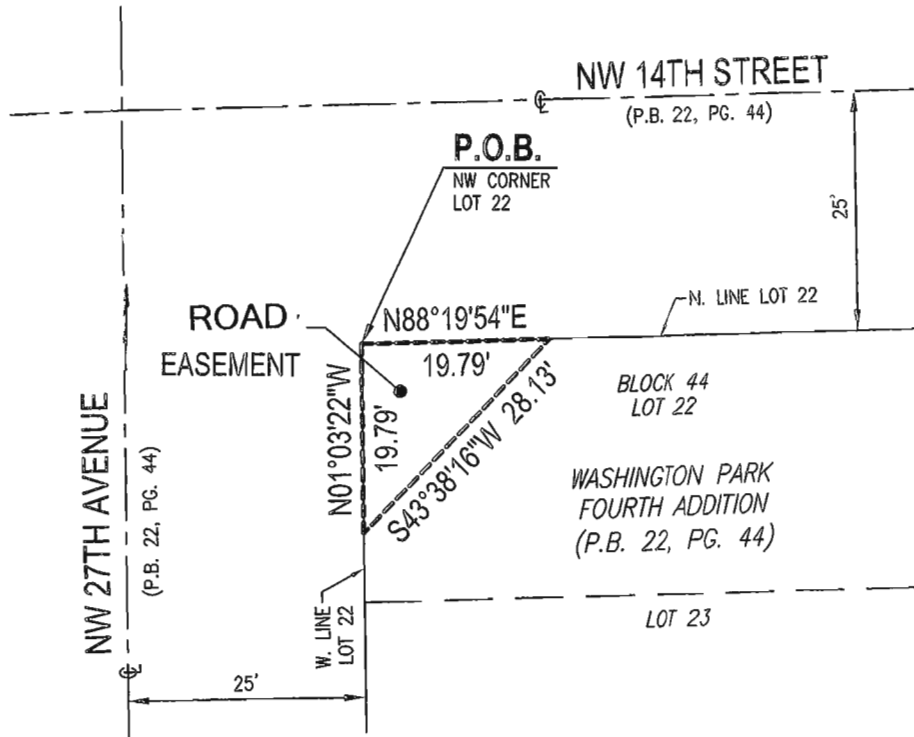 NW 14TH STREET
(P.B. 22, PG. 44)
℄
P.O.B.
NW CORNER
LOT 22
25'
N. LINE LOT 22
ROAD
EASEMENT
N88°19'54"E
19.79'
N01°03'22"W
19.79'
S43°38'16"W 28.13'
BLOCK 44
LOT 22
WASHINGTON PARK
FOURTH ADDITION
(P.B. 22, PG. 44)
NW 27TH AVENUE
(P.B. 22, PG. 44)
W. LINE
LOT 22
LOT 23
℄
25'